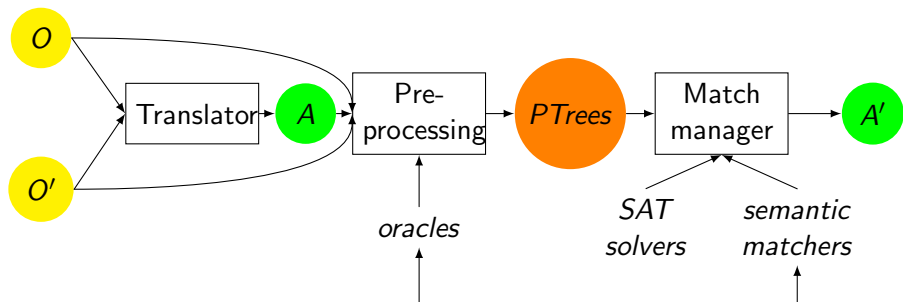 O
Translator
A
Pre-
processing
PTrees
Match
manager
A′
O′
oracles
SAT
solvers
semantic
matchers